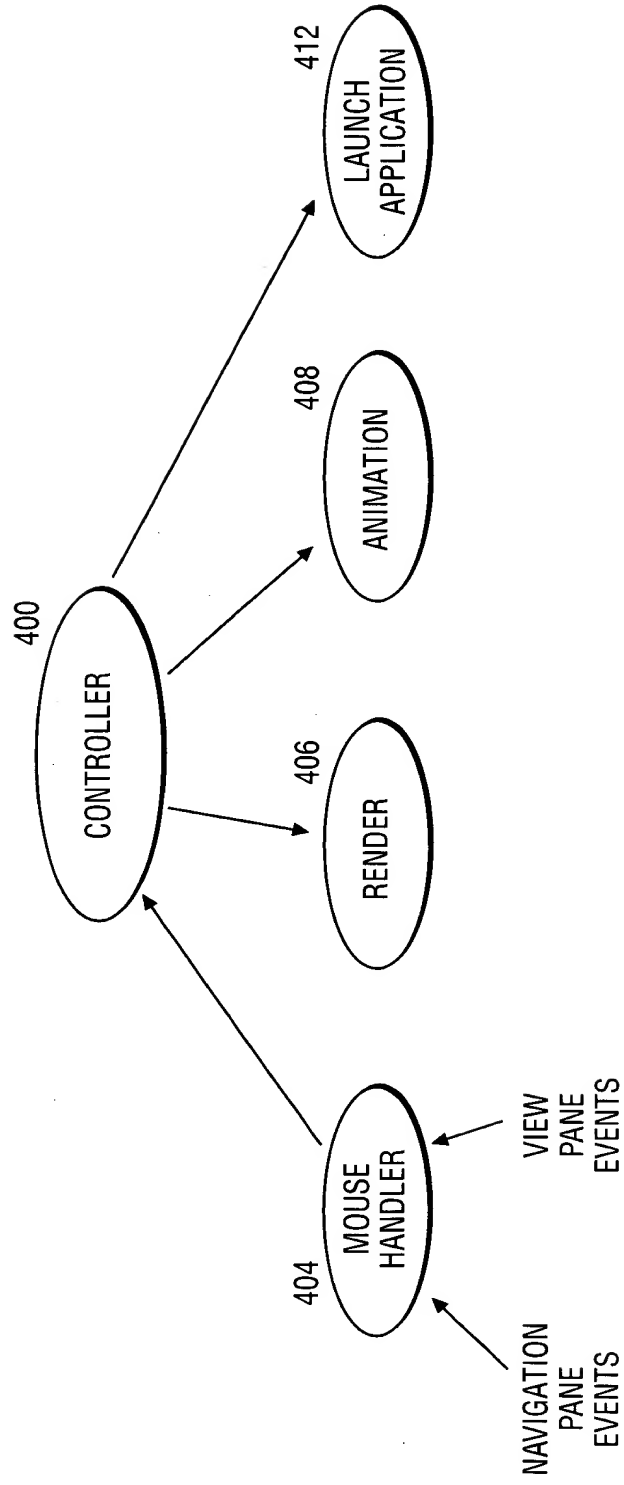 400
CONTROLLER
404
MOUSE
HANDLER
406
RENDER
408
ANIMATION
412
LAUNCH
APPLICATION
NAVIGATION
PANE
EVENTS
VIEW
PANE
EVENTS